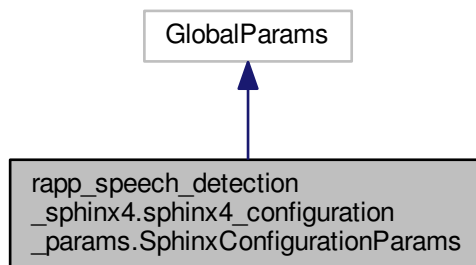 GlobalParams
rapp_speech_detection
_sphinx4.sphinx4_configuration
_params.SphinxConfigurationParams